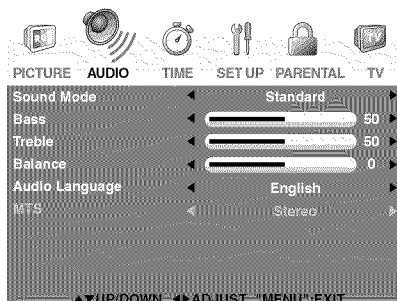 PICTURE AUDIO TIME SET UP PARENTAL TV
Sound Mode Standard
Bass 50
Treble 50
Balance 0
Audio Language English
MTS Stereo
▲▼UP/DOWN ◀▶ADJUST "MENU":EXIT